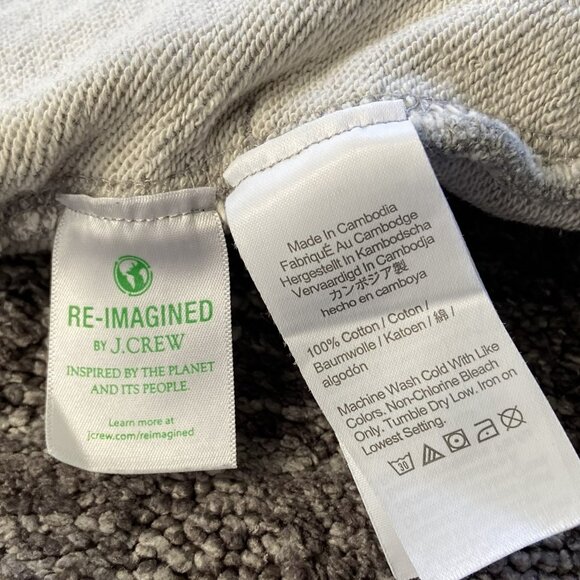 RE-IMAGINED
BY J.CREW
INSPIRED BY THE PLANET
AND ITS PEOPLE.
Learn more at
jcrew.com/reimagined
Made In Cambodia
FabriquÉ Au Cambodge
Hergestellt In Kambodscha
Vervaardigd In Cambodja
カンボジア製
hecho en camboya
100% Cotton / Coton /
Baumwolle / Katoen / 綿 /
algodón
Machine Wash Cold With Like
Colors. Non-Chlorine Bleach
Only. Tumble Dry Low. Iron on
Lowest Setting.
30